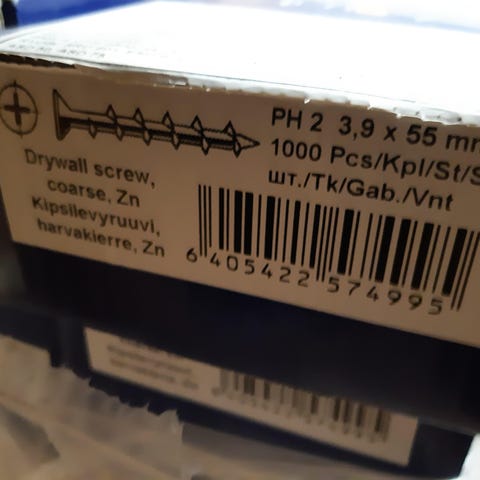 PH 2 3,9 x 55 mm
1000 Pcs/Kpl/St/S
шт./Tk/Gab./Vnt
Drywall screw,
coarse, Zn
Kipsilevyruuvi,
harvakierre, Zn
6 405422 574995